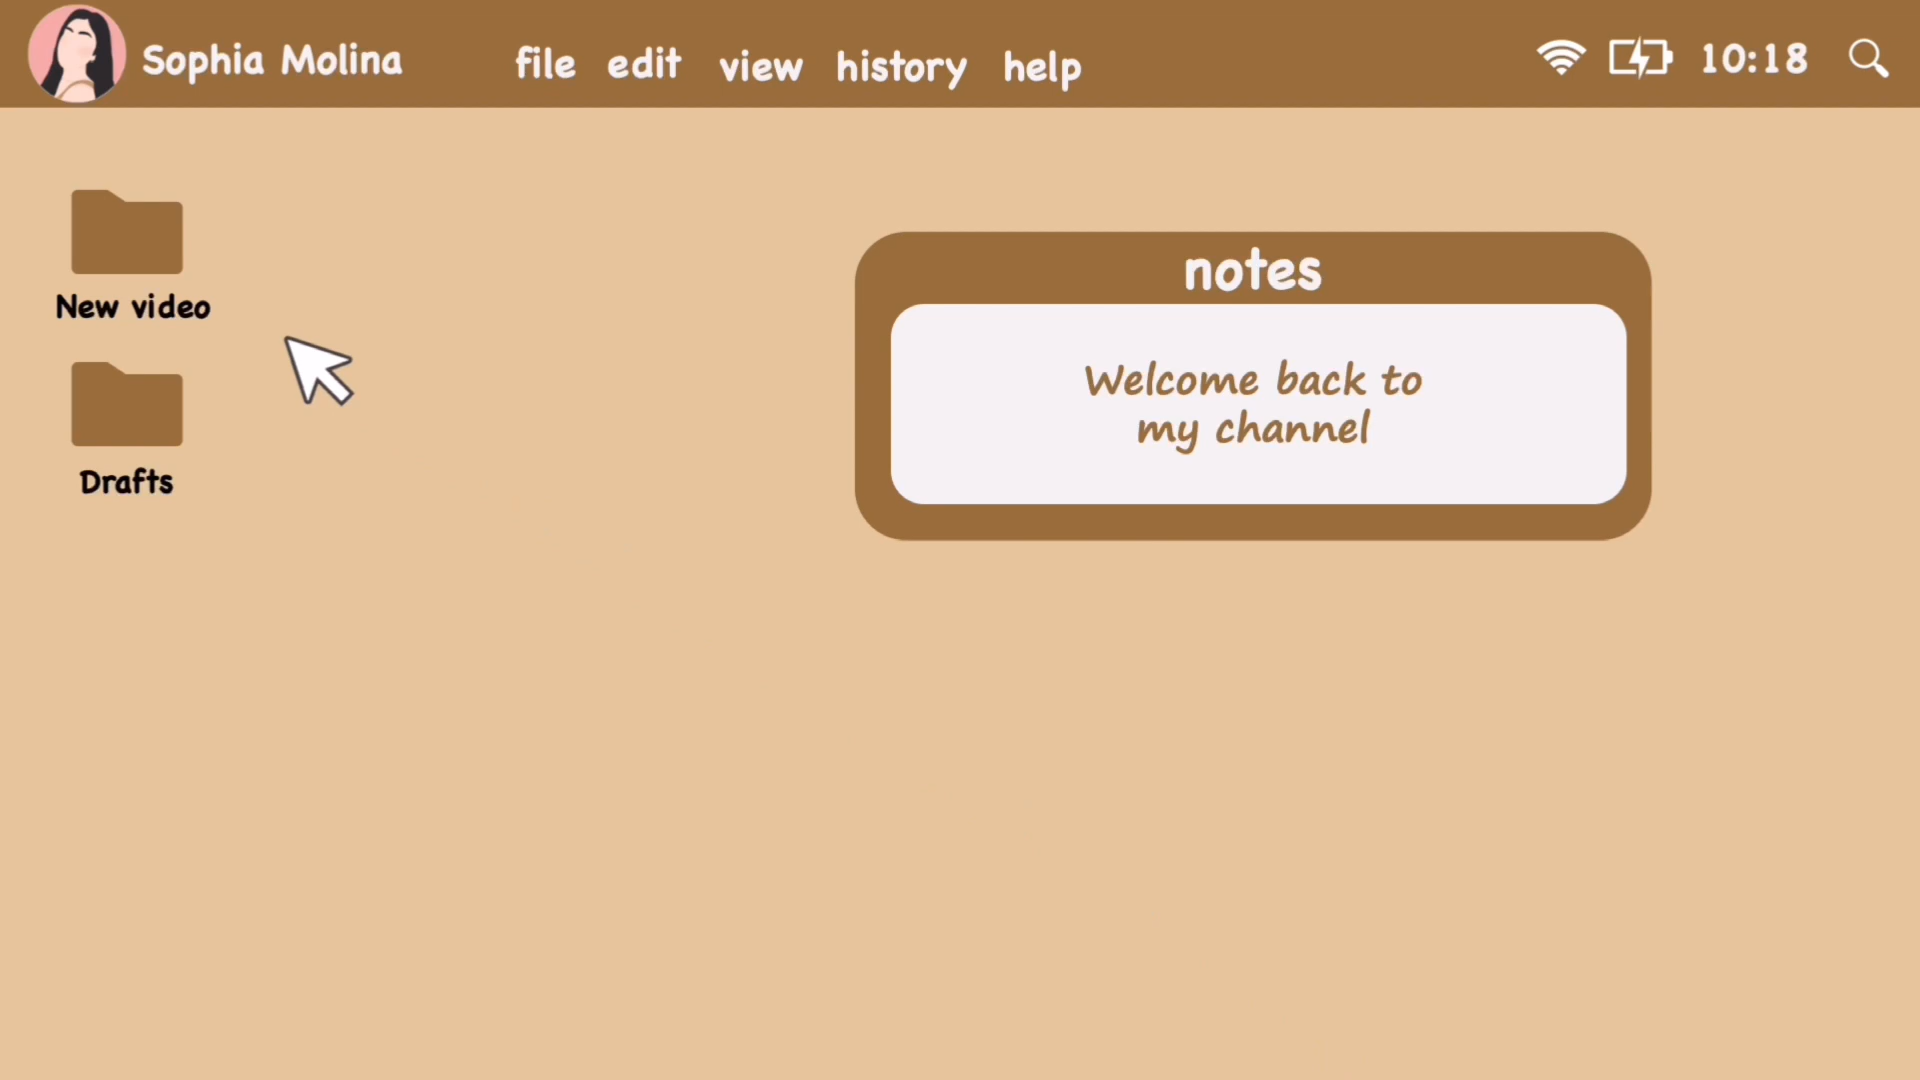 Sophia Molina
file edit view history help
10:18
New video
Drafts
notes
Welcome back to
my channel